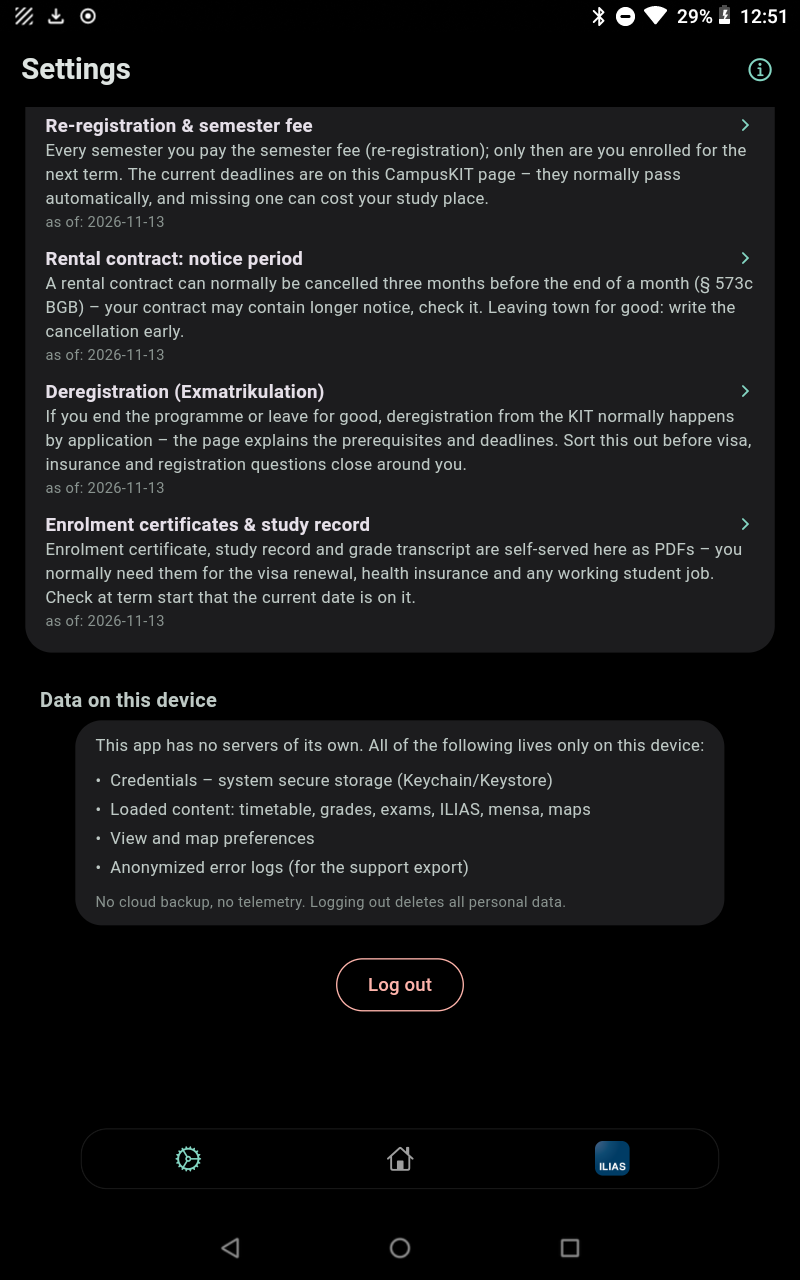 29% 12:51
Settings
Re-registration & semester fee
Every semester you pay the semester fee (re-registration); only then are you enrolled for the
next term. The current deadlines are on this CampusKIT page – they normally pass
automatically, and missing one can cost your study place.
as of: 2026-11-13
Rental contract: notice period
A rental contract can normally be cancelled three months before the end of a month (§ 573c
BGB) – your contract may contain longer notice, check it. Leaving town for good: write the
cancellation early.
as of: 2026-11-13
Deregistration (Exmatrikulation)
If you end the programme or leave for good, deregistration from the KIT normally happens
by application – the page explains the prerequisites and deadlines. Sort this out before visa,
insurance and registration questions close around you.
as of: 2026-11-13
Enrolment certificates & study record
Enrolment certificate, study record and grade transcript are self-served here as PDFs – you
normally need them for the visa renewal, health insurance and any working student job.
Check at term start that the current date is on it.
as of: 2026-11-13
Data on this device
This app has no servers of its own. All of the following lives only on this device:
• Credentials – system secure storage (Keychain/Keystore)
• Loaded content: timetable, grades, exams, ILIAS, mensa, maps
• View and map preferences
• Anonymized error logs (for the support export)
No cloud backup, no telemetry. Logging out deletes all personal data.
Log out
ILIAS